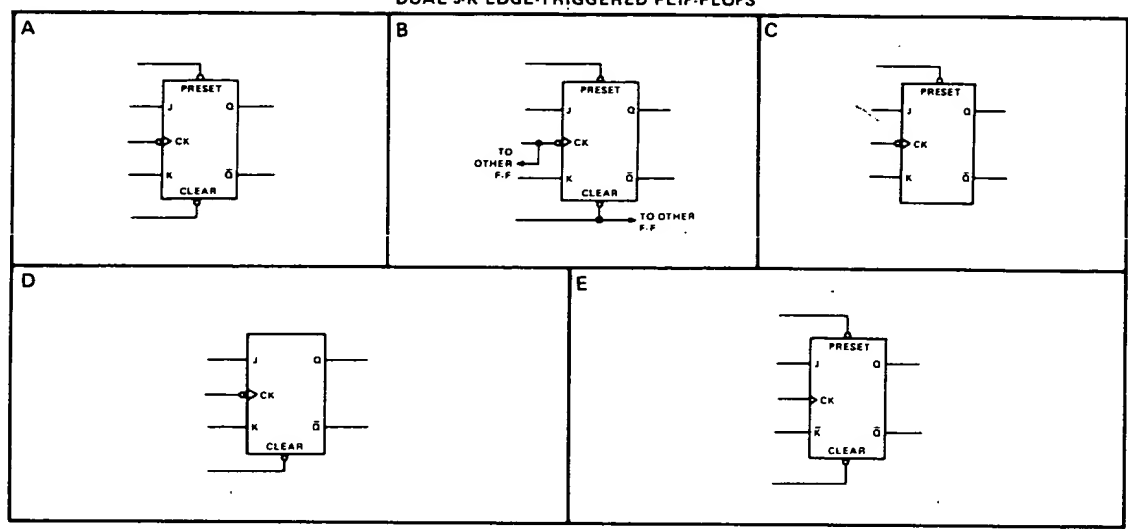 DUAL J-K EDGE-TRIGGERED FLIP-FLOPS
A
PRESET
J Q
CK
K Q̅
CLEAR
B
PRESET
J Q
CK
TO
OTHER
F-F
K Q̅
CLEAR
TO OTHER
F-F
C
PRESET
J Q
CK
K Q̅
D
J Q
CK
K Q̅
CLEAR
E
PRESET
J Q
CK
K̅ Q̅
CLEAR